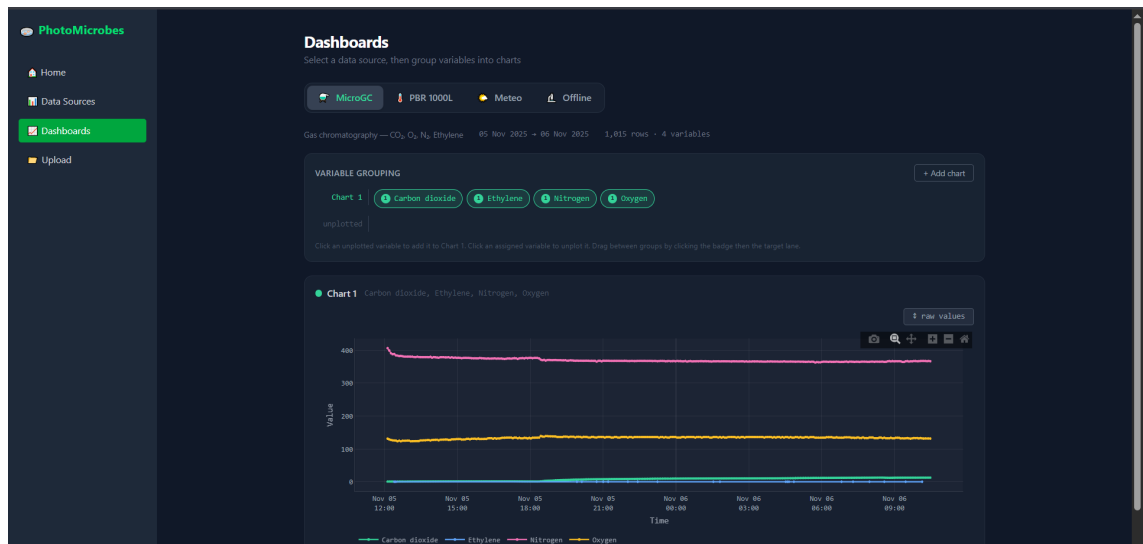 PhotoMicrobes
Home
Data Sources
Dashboards
Upload
Dashboards
Select a data source, then group variables into charts
MicroGC PBR 1000L Meteo Offline
Gas chromatography — CO₂, O₂, N₂, Ethylene 05 Nov 2025 → 06 Nov 2025 1,015 rows · 4 variables
VARIABLE GROUPING
+ Add chart
Chart 1 1 Carbon dioxide 1 Ethylene 1 Nitrogen 1 Oxygen
unplotted
Click an unplotted variable to add it to Chart 1. Click an assigned variable to unplot it. Drag between groups by clicking the badge then the target lane.
Chart 1 Carbon dioxide, Ethylene, Nitrogen, Oxygen
↕ raw values
400
300
200
100
0
Value
Nov 05 Nov 05 Nov 05 Nov 05 Nov 06 Nov 06 Nov 06 Nov 06
12:00 15:00 18:00 21:00 00:00 03:00 06:00 09:00
Time
Carbon dioxide Ethylene Nitrogen Oxygen